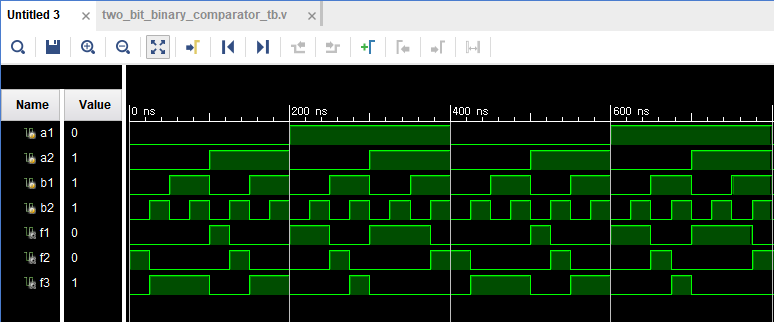 Untitled 3 × two_bit_binary_comparator_tb.v ×
Name Value
0 ns 200 ns 400 ns 600 ns
a1 0
a2 1
b1 1
b2 1
f1 0
f2 0
f3 1